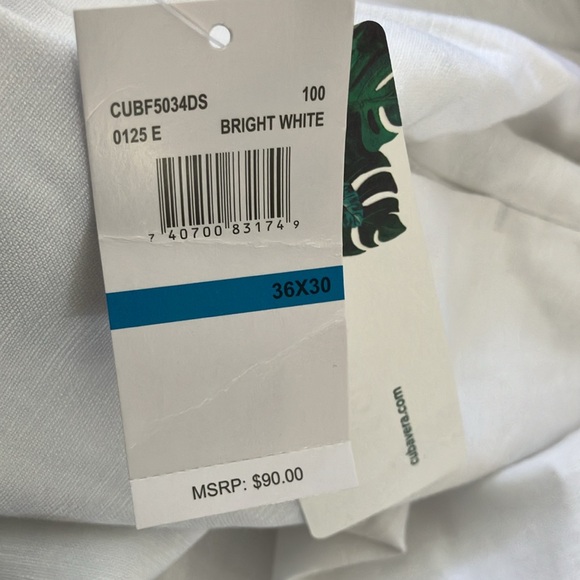 CUBF5034DS 100
0125 E BRIGHT WHITE
7 40700 83174 9
36X30
MSRP: $90.00
cubavera.com